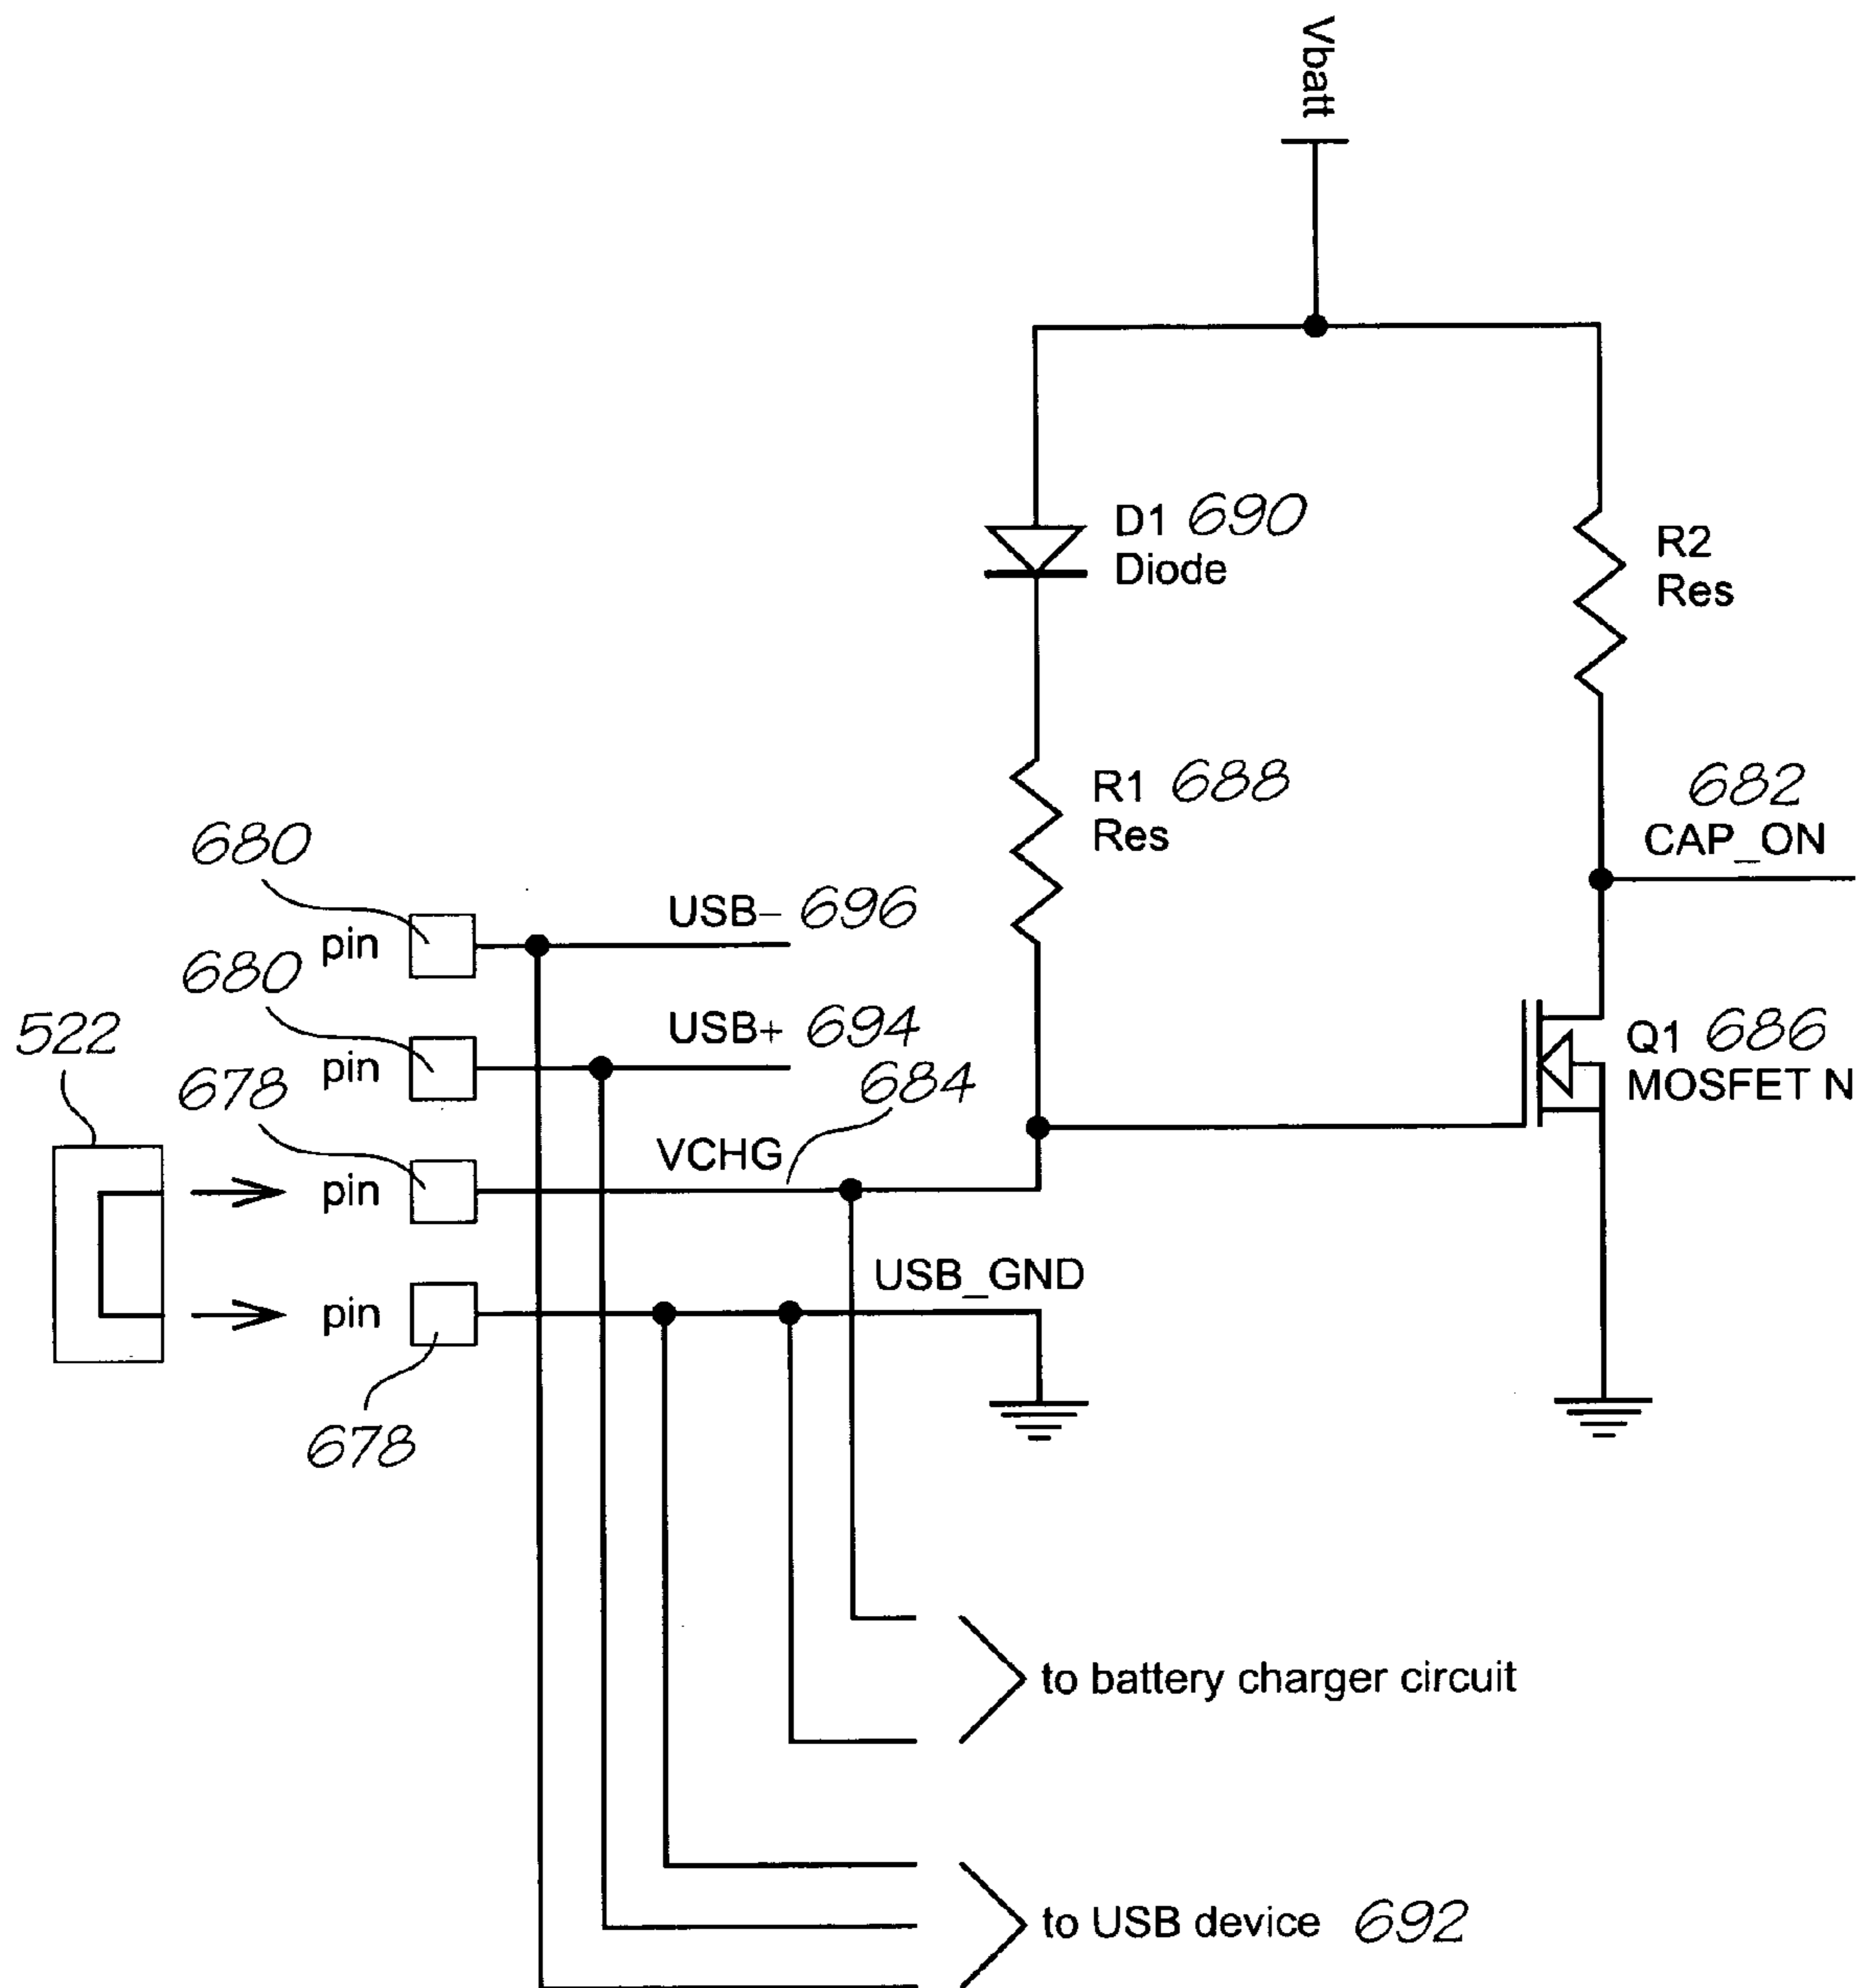 Vbatt
D1 690
Diode
R2
Res
R1 688
Res
682
CAP_ON
680
pin
USB− 696
680
pin
USB+ 694
522
678
684
pin
VCHG
Q1 686
MOSFET N
pin
USB_GND
678
to battery charger circuit
to USB device 692